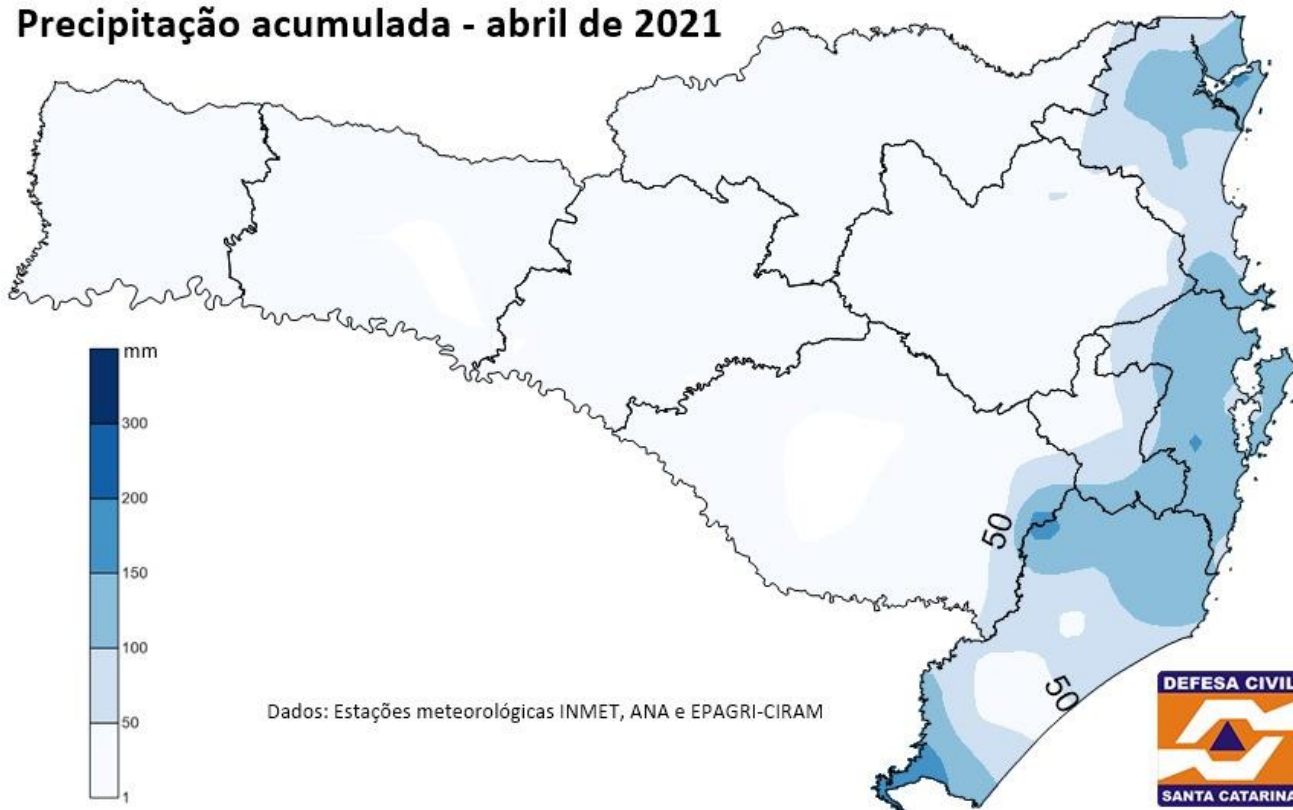 Precipitação acumulada - abril de 2021
mm
300
200
150
100
50
1
50
50
Dados: Estações meteorológicas INMET, ANA e EPAGRI-CIRAM
DEFESA CIVIL
SANTA CATARINA